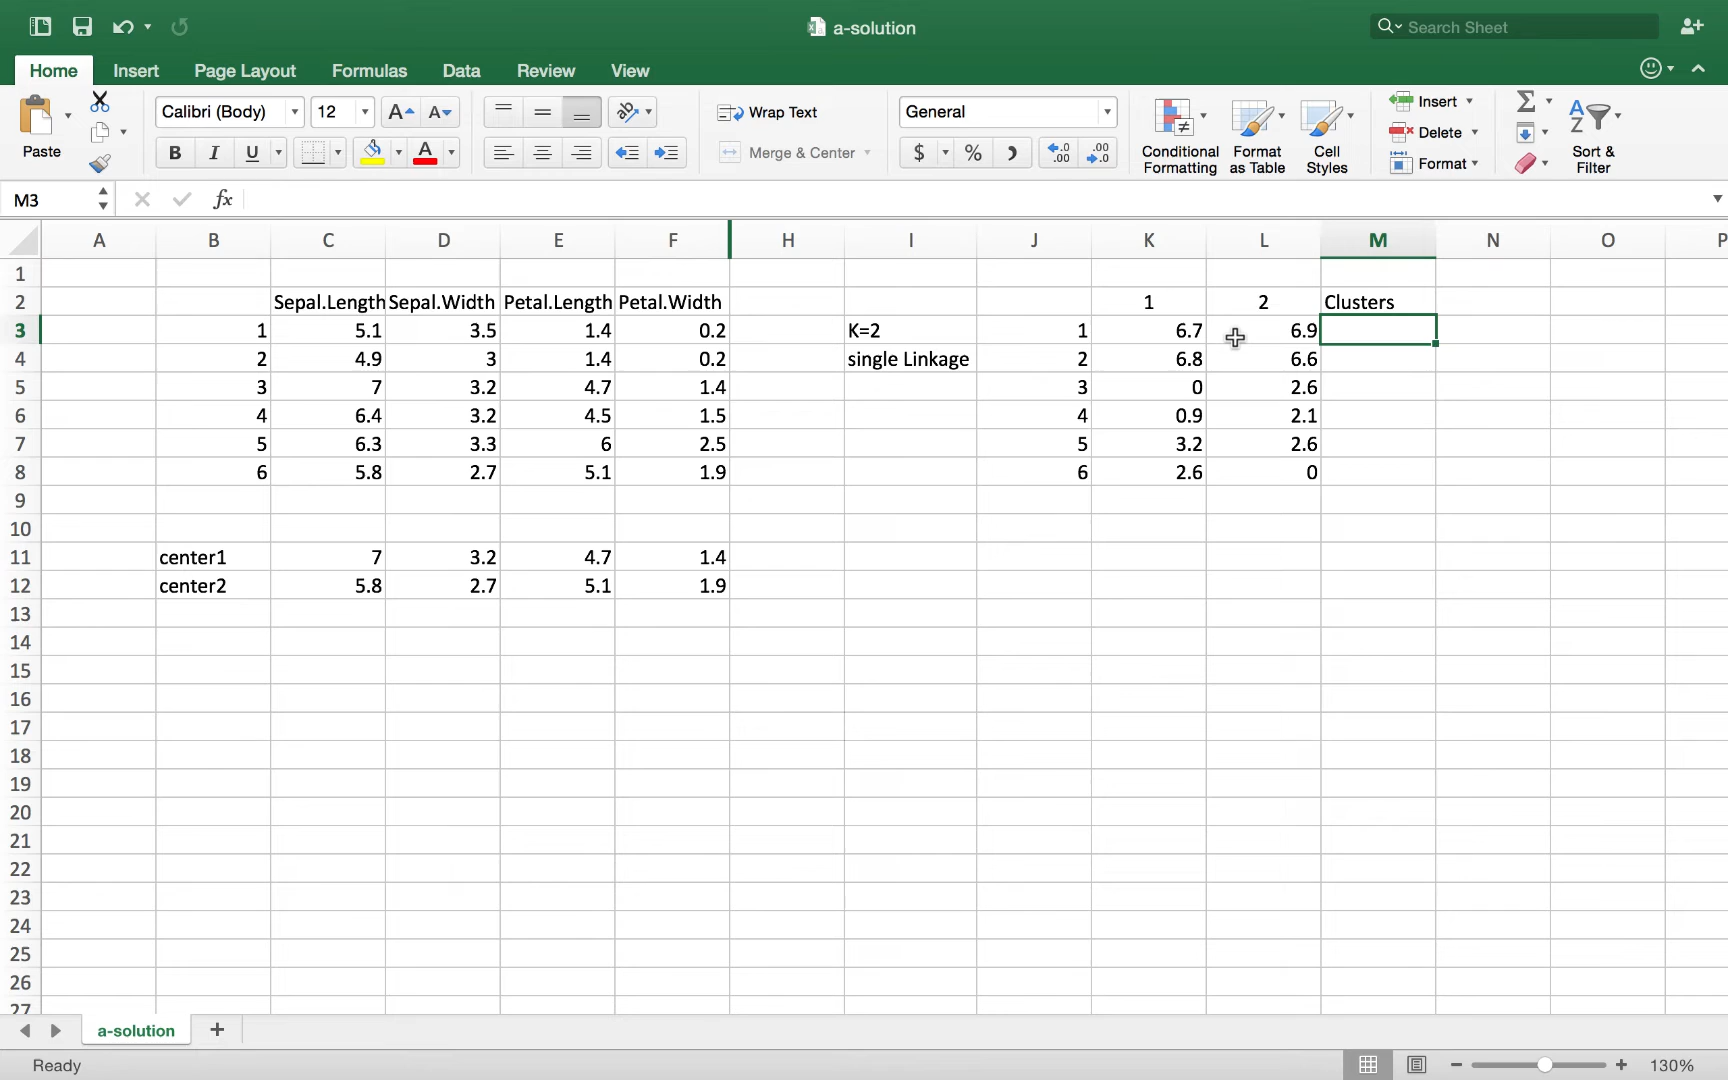 a-solution
Search Sheet
Home Insert Page Layout Formulas Data Review View
Paste
Calibri (Body) 12
Wrap Text
Merge & Center
General
Conditional Formatting
Format as Table
Cell Styles
Insert
Delete
Format
Sort & Filter
M3 fx
A B C D E F H I J K L M N O P
1
2 Sepal.Length Sepal.Width Petal.Length Petal.Width 1 2 Clusters
3 1 5.1 3.5 1.4 0.2 K=2 1 6.7 6.9
4 2 4.9 3 1.4 0.2 single Linkage 2 6.8 6.6
5 3 7 3.2 4.7 1.4 3 0 2.6
6 4 6.4 3.2 4.5 1.5 4 0.9 2.1
7 5 6.3 3.3 6 2.5 5 3.2 2.6
8 6 5.8 2.7 5.1 1.9 6 2.6 0
9
10
11 center1 7 3.2 4.7 1.4
12 center2 5.8 2.7 5.1 1.9
13
14
15
16
17
18
19
20
21
22
23
24
25
26
27
a-solution
Ready 130%